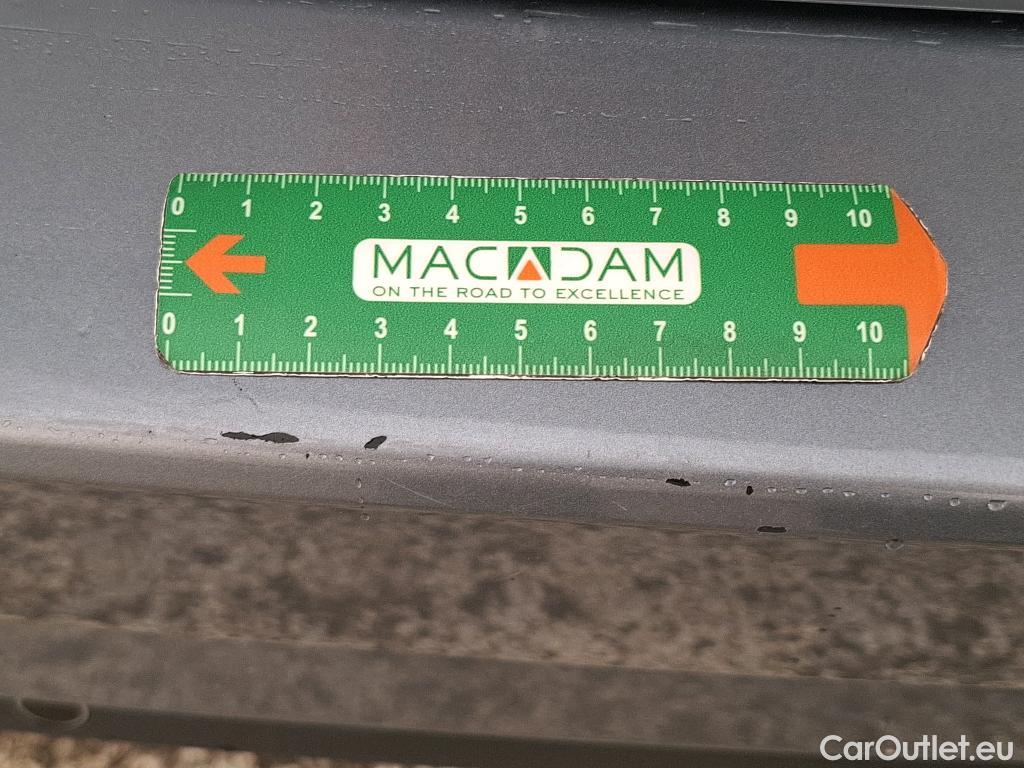 0 1 2 3 4 5 6 7 8 9 10
MACADAM
ON THE ROAD TO EXCELLENCE
0 1 2 3 4 5 6 7 8 9 10
CarOutlet.eu